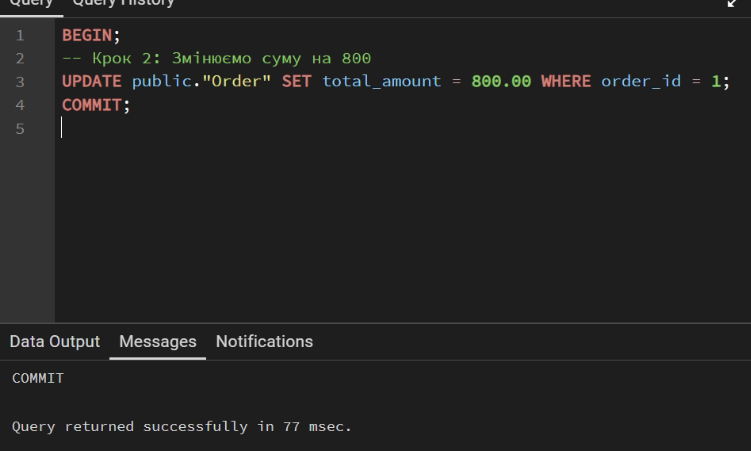 Query Query History
1 BEGIN;
2 -- Крок 2: Змінюємо суму на 800
3 UPDATE public."Order" SET total_amount = 800.00 WHERE order_id = 1;
4 COMMIT;
5
Data Output Messages Notifications
COMMIT
Query returned successfully in 77 msec.